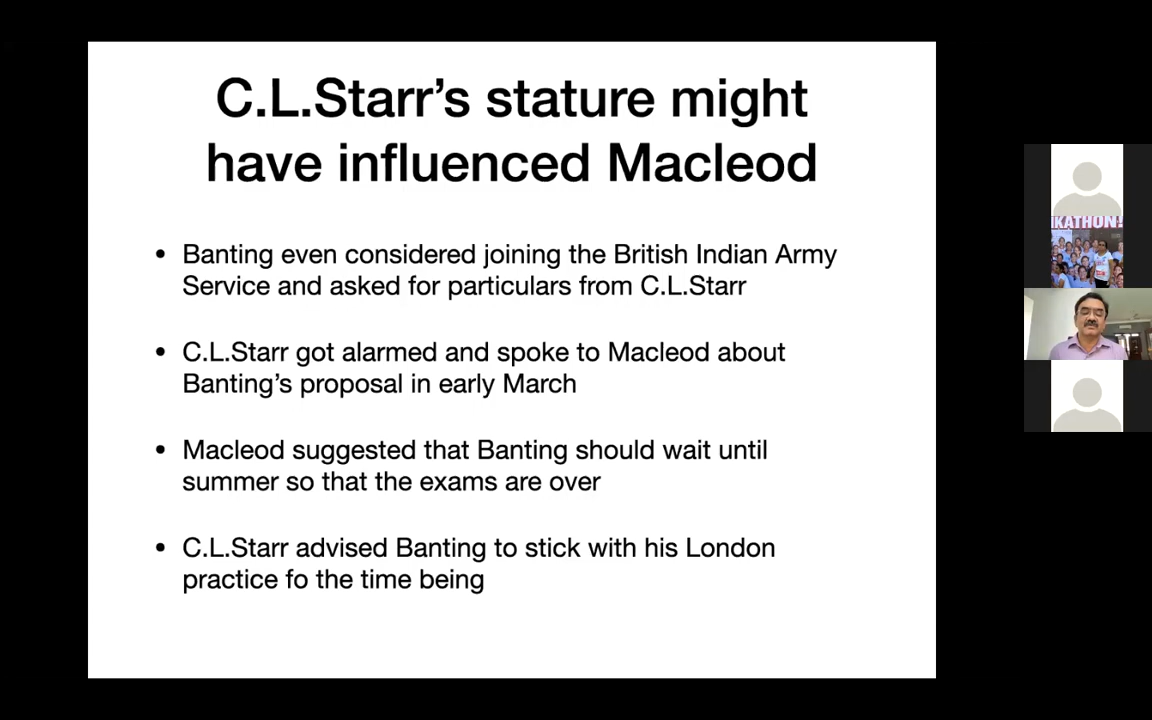 C.L.Starr’s stature might
have influenced Macleod
• Banting even considered joining the British Indian Army
Service and asked for particulars from C.L.Starr
• C.L.Starr got alarmed and spoke to Macleod about
Banting’s proposal in early March
• Macleod suggested that Banting should wait until
summer so that the exams are over
• C.L.Starr advised Banting to stick with his London
practice fo the time being
KATHON!